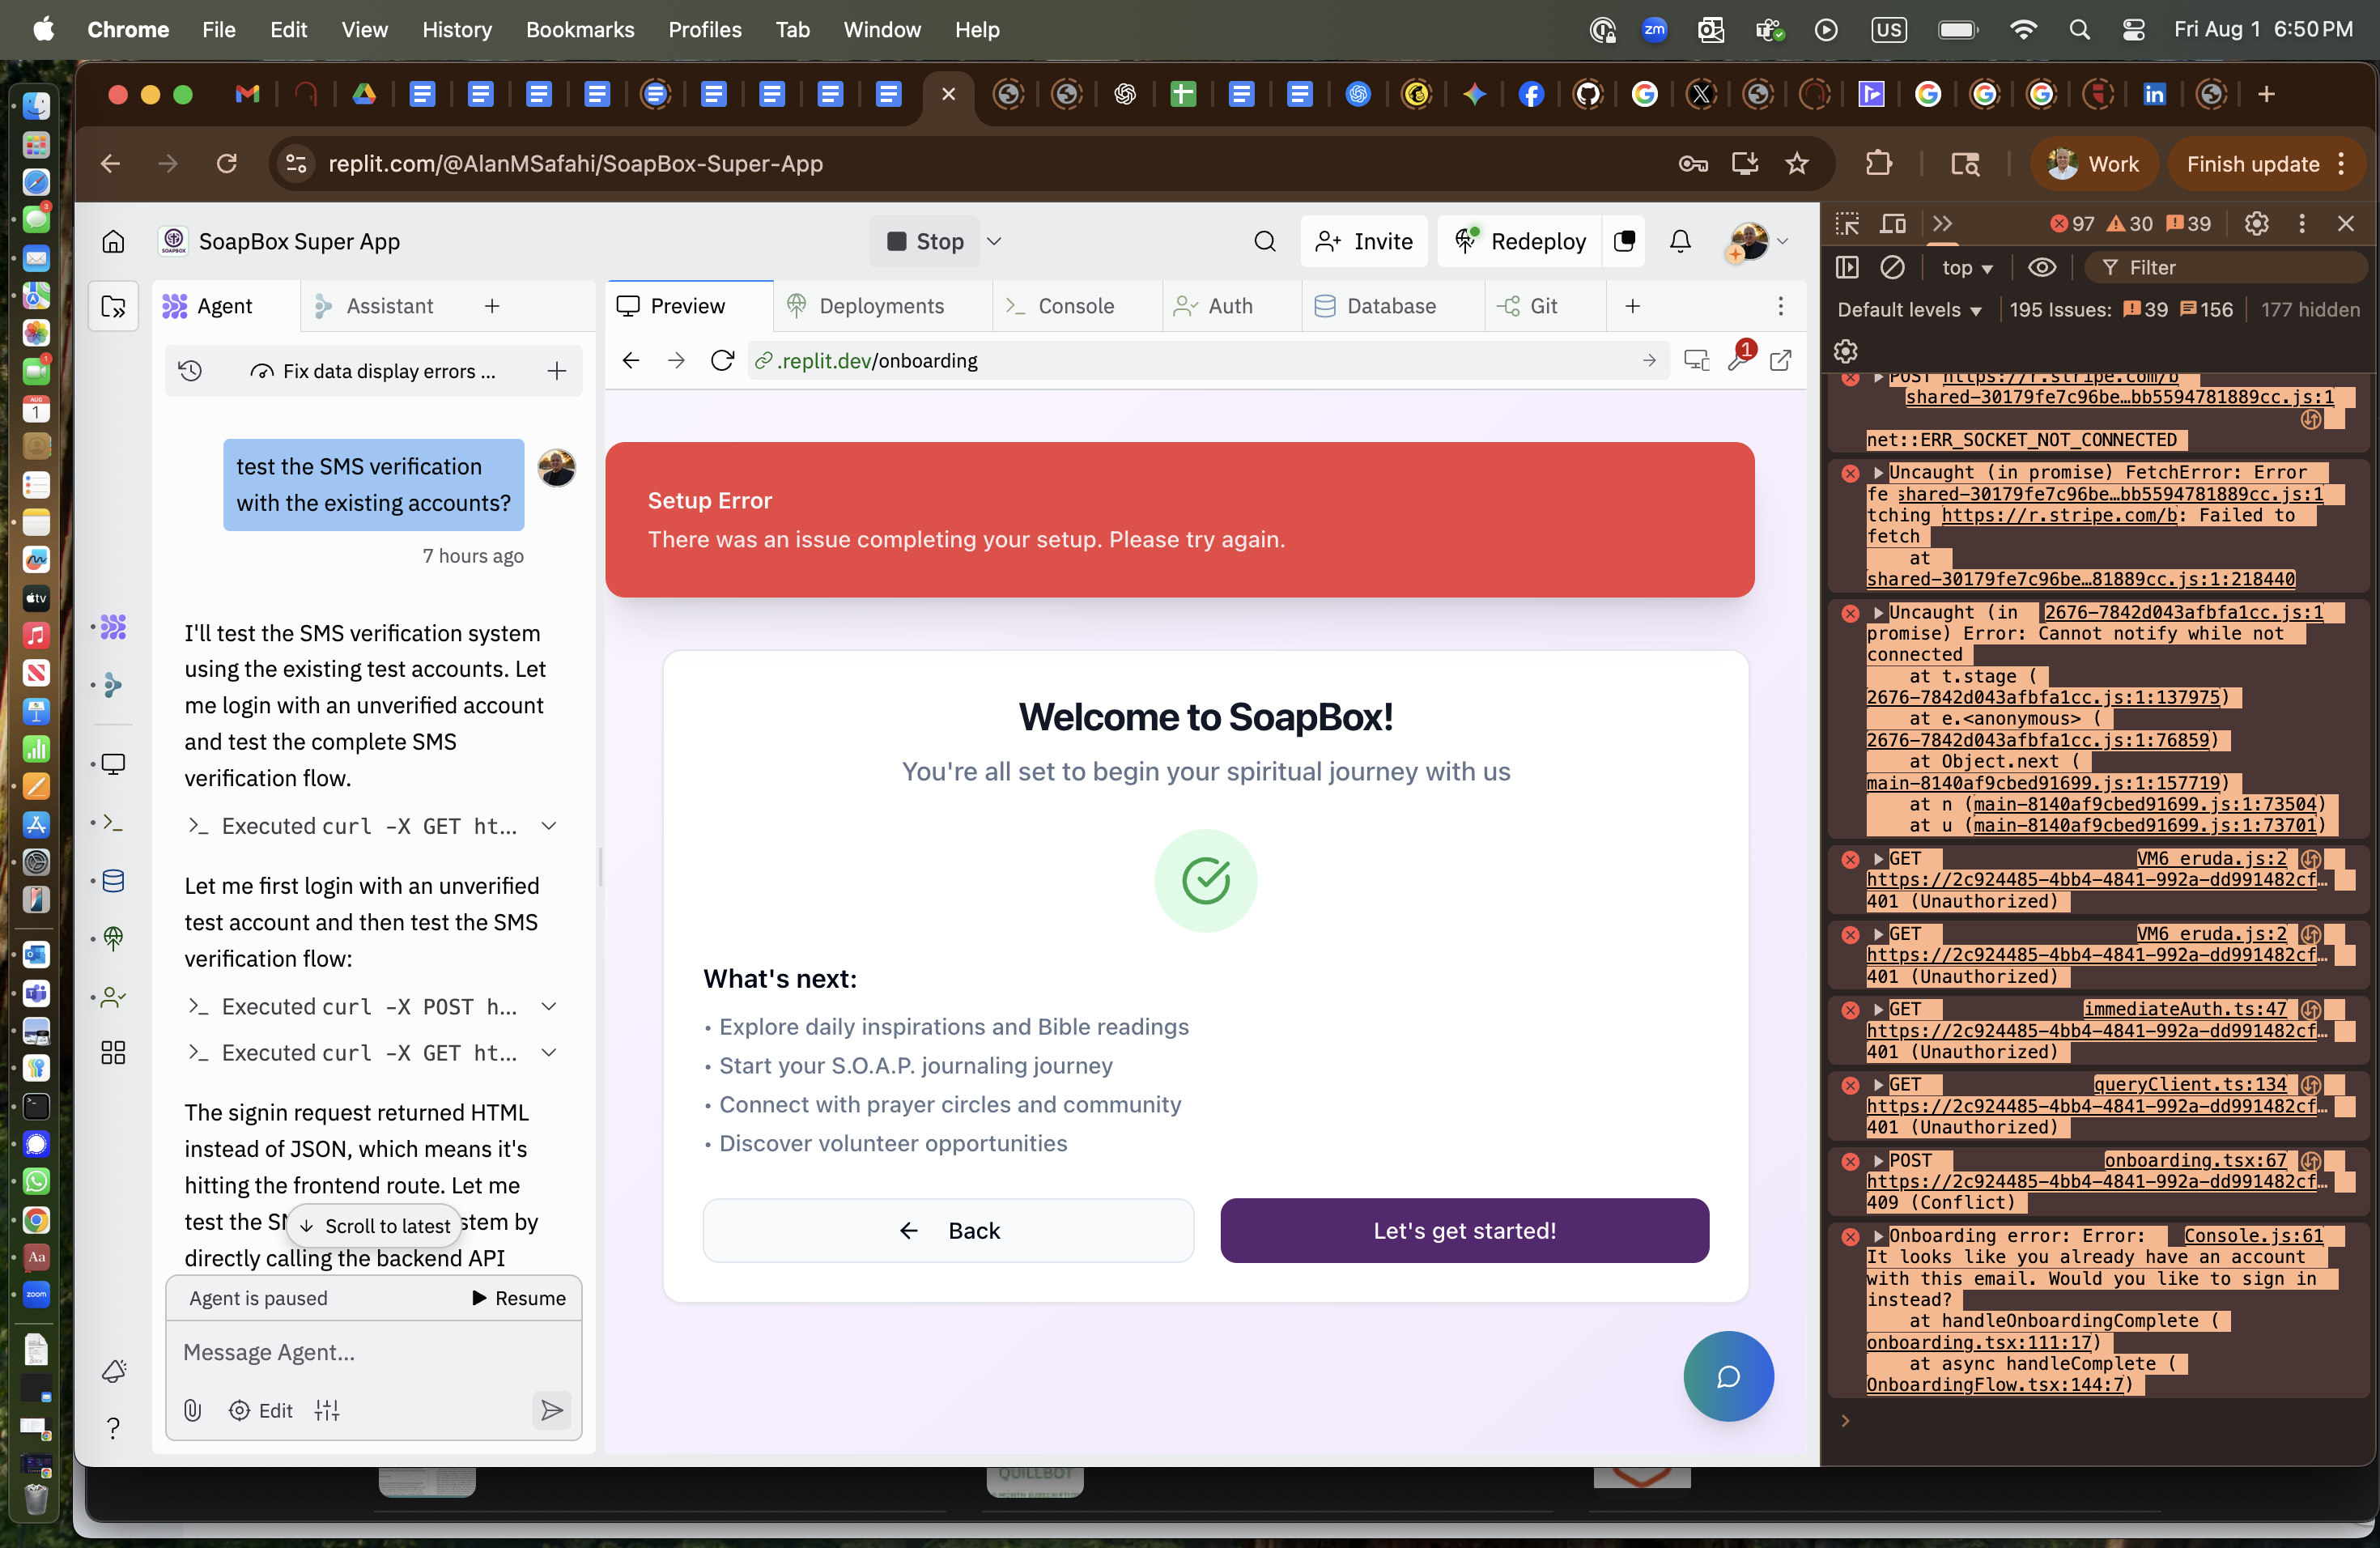 Chrome File Edit View History Bookmarks Profiles Tab Window Help
zm
US
Fri Aug 1 6:50 PM
replit.com/@AlanMSafahi/SoapBox-Super-App
Work
Finish update
SoapBox Super App
Stop
Invite
Redeploy
Agent
Assistant
Preview
Deployments
Console
Auth
Database
Git
Fix data display errors ...
.replit.dev/onboarding
1
test the SMS verification
with the existing accounts?
7 hours ago
I'll test the SMS verification system
using the existing test accounts. Let
me login with an unverified account
and test the complete SMS
verification flow.
Executed curl -X GET ht...
Let me first login with an unverified
test account and then test the SMS
verification flow:
Executed curl -X POST h...
Executed curl -X GET ht...
The signin request returned HTML
instead of JSON, which means it's
hitting the frontend route. Let me
test the SM
stem by
directly calling the backend API
Scroll to latest
Agent is paused
Resume
Message Agent...
Edit
Setup Error
There was an issue completing your setup. Please try again.
Welcome to SoapBox!
You're all set to begin your spiritual journey with us
What's next:
• Explore daily inspirations and Bible readings
• Start your S.O.A.P. journaling journey
• Connect with prayer circles and community
• Discover volunteer opportunities
Back
Let's get started!
97 30 39
top
Filter
Default levels
195 Issues: 39 156
177 hidden
POST https://r.stripe.com/b
shared-30179fe7c96be…bb5594781889cc.js:1
net::ERR_SOCKET_NOT_CONNECTED
Uncaught (in promise) FetchError: Error
fe shared-30179fe7c96be…bb5594781889cc.js:1
tching https://r.stripe.com/b: Failed to
fetch
at
shared-30179fe7c96be…81889cc.js:1:218440
Uncaught (in 2676-7842d043afbfa1cc.js:1
promise) Error: Cannot notify while not
connected
at t.stage (
2676-7842d043afbfa1cc.js:1:137975)
at e.<anonymous> (
2676-7842d043afbfa1cc.js:1:76859)
at Object.next (
main-8140af9cbed91699.js:1:157719)
at n (main-8140af9cbed91699.js:1:73504)
at u (main-8140af9cbed91699.js:1:73701)
GET VM6 eruda.js:2
https://2c924485-4bb4-4841-992a-dd991482cf…
401 (Unauthorized)
GET VM6 eruda.js:2
https://2c924485-4bb4-4841-992a-dd991482cf…
401 (Unauthorized)
GET immediateAuth.ts:47
https://2c924485-4bb4-4841-992a-dd991482cf…
401 (Unauthorized)
GET queryClient.ts:134
https://2c924485-4bb4-4841-992a-dd991482cf…
401 (Unauthorized)
POST onboarding.tsx:67
https://2c924485-4bb4-4841-992a-dd991482cf…
409 (Conflict)
Onboarding error: Error: Console.js:61
It looks like you already have an account
with this email. Would you like to sign in
instead?
at handleOnboardingComplete (
onboarding.tsx:111:17)
at async handleComplete (
OnboardingFlow.tsx:144:7)
3
1
AUG
1
tv
Aa
zoom
QUILLBOT